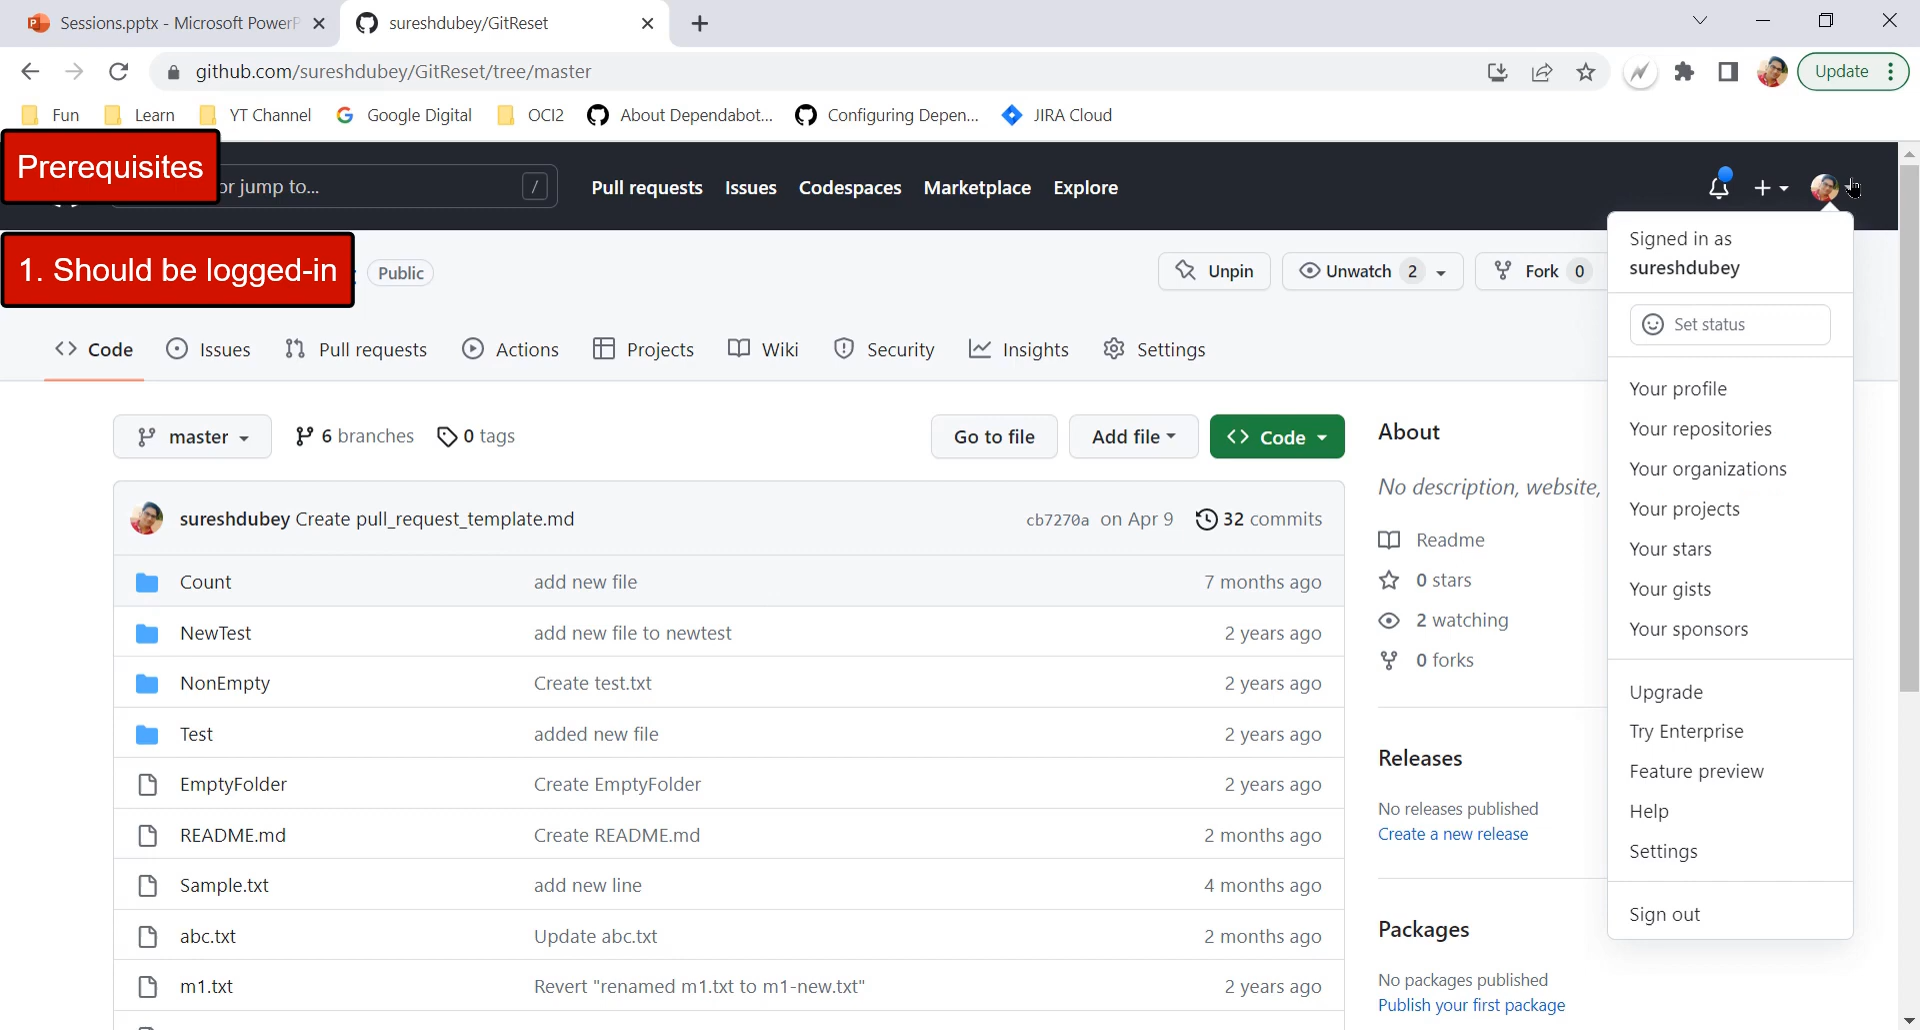 Sessions.pptx - Microsoft PowerP
sureshdubey/GitReset
github.com/sureshdubey/GitReset/tree/master
Update
Fun
Learn
YT Channel
Google Digital
OCI2
About Dependabot...
Configuring Depen...
JIRA Cloud
Prerequisites
or jump to...
/
Pull requests
Issues
Codespaces
Marketplace
Explore
1. Should be logged-in
Public
Unpin
Unwatch 2
Fork 0
Signed in as
sureshdubey
Set status
Your profile
Your repositories
Your organizations
Your projects
Your stars
Your gists
Your sponsors
Upgrade
Try Enterprise
Feature preview
Help
Settings
Sign out
Code
Issues
Pull requests
Actions
Projects
Wiki
Security
Insights
Settings
master
6 branches
0 tags
Go to file
Add file
Code
sureshdubey Create pull_request_template.md cb7270a on Apr 9 32 commits
Count add new file 7 months ago
NewTest add new file to newtest 2 years ago
NonEmpty Create test.txt 2 years ago
Test added new file 2 years ago
EmptyFolder Create EmptyFolder 2 years ago
README.md Create README.md 2 months ago
Sample.txt add new line 4 months ago
abc.txt Update abc.txt 2 months ago
m1.txt Revert "renamed m1.txt to m1-new.txt" 2 years ago
About
No description, website,
Readme
0 stars
2 watching
0 forks
Releases
No releases published
Create a new release
Packages
No packages published
Publish your first package